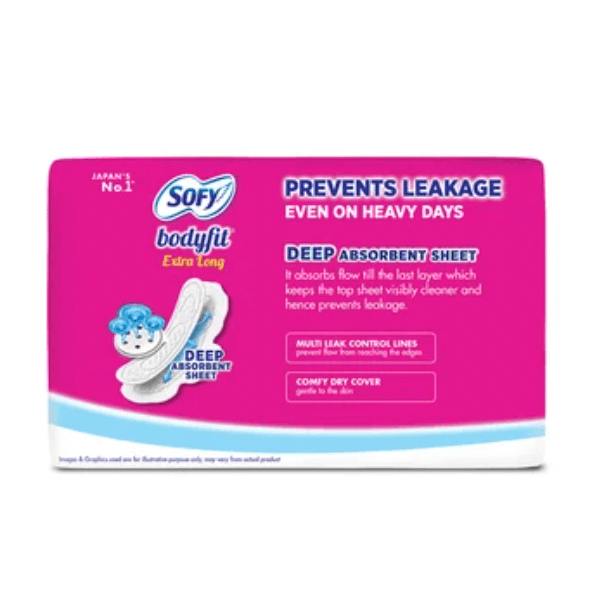 JAPAN'S
No.1*
SOFY
bodyfit
Extra Long
DEEP
ABSORBENT
SHEET
PREVENTS LEAKAGE
EVEN ON HEAVY DAYS
DEEP ABSORBENT SHEET
It absorbs flow till the last layer which
keeps the top sheet visibly cleaner and
hence prevents leakage.
MULTI LEAK CONTROL LINES
prevent flow from reaching the edges
COMFY DRY COVER
gentle to the skin
Images & Graphics used are for illustrative purpose only, may vary from actual product